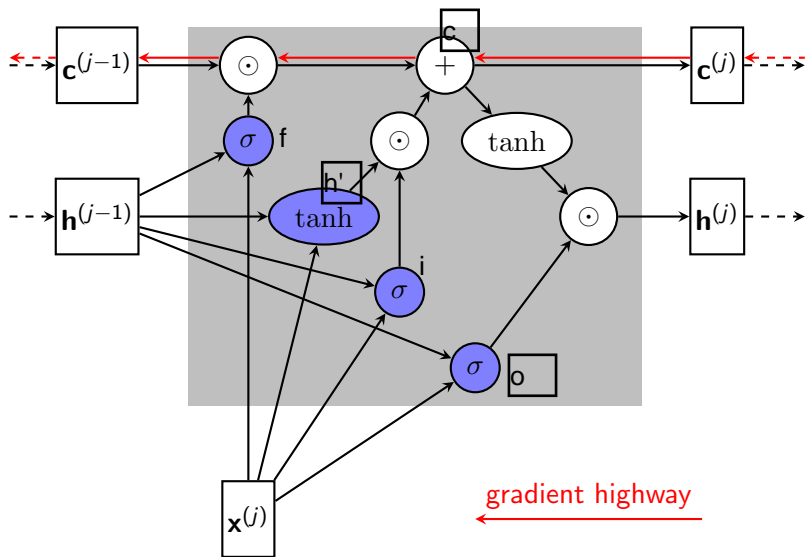 c
𝐜⁽ʲ⁻¹⁾ ⊙ + 𝐜⁽ʲ⁾
σ f ⊙ tanh
h'
𝐡⁽ʲ⁻¹⁾ tanh ⊙ 𝐡⁽ʲ⁾
i
σ
σ o
gradient highway
𝐱⁽ʲ⁾